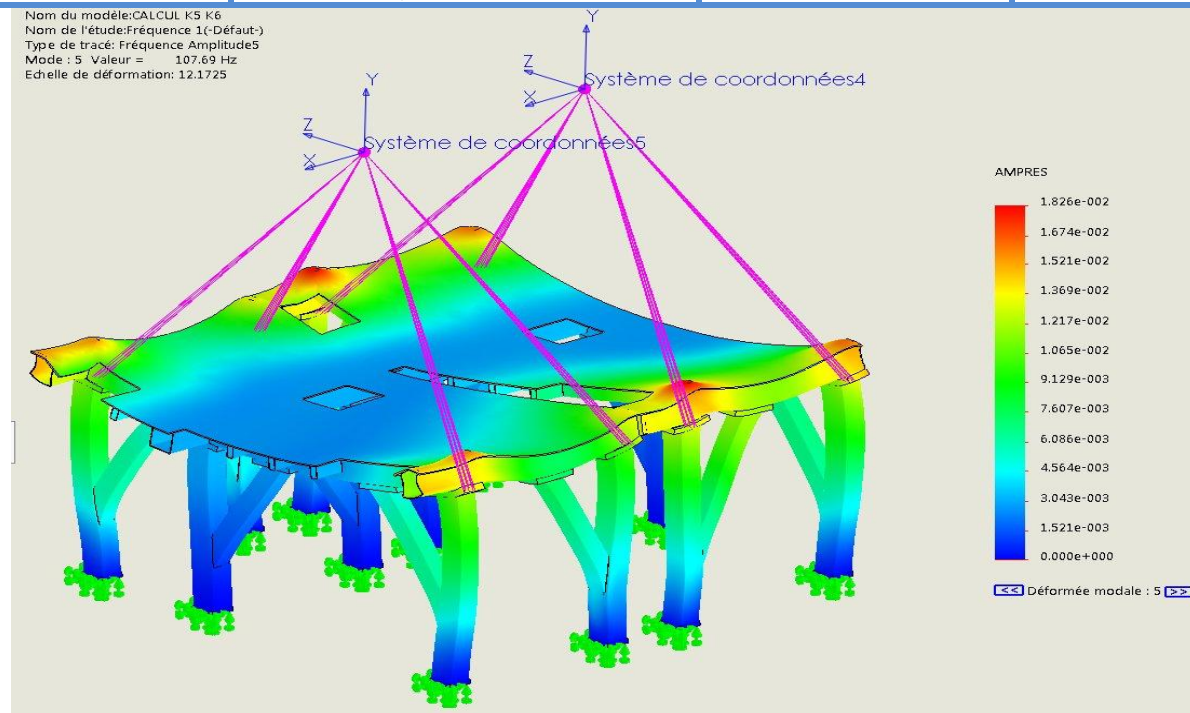 Nom du modèle:CALCUL K5 K6
Nom de l'étude:Fréquence 1(-Défaut-)
Type de tracé: Fréquence Amplitude5
Mode : 5 Valeur = 107.69 Hz
Echelle de déformation: 12.1725
Y
Z
X
Système de coordonnées4
Y
Z
X
Système de coordonnées5
AMPRES
1.826e-002
1.674e-002
1.521e-002
1.369e-002
1.217e-002
1.065e-002
9.129e-003
7.607e-003
6.086e-003
4.564e-003
3.043e-003
1.521e-003
0.000e+000
<< Déformée modale : 5 >>